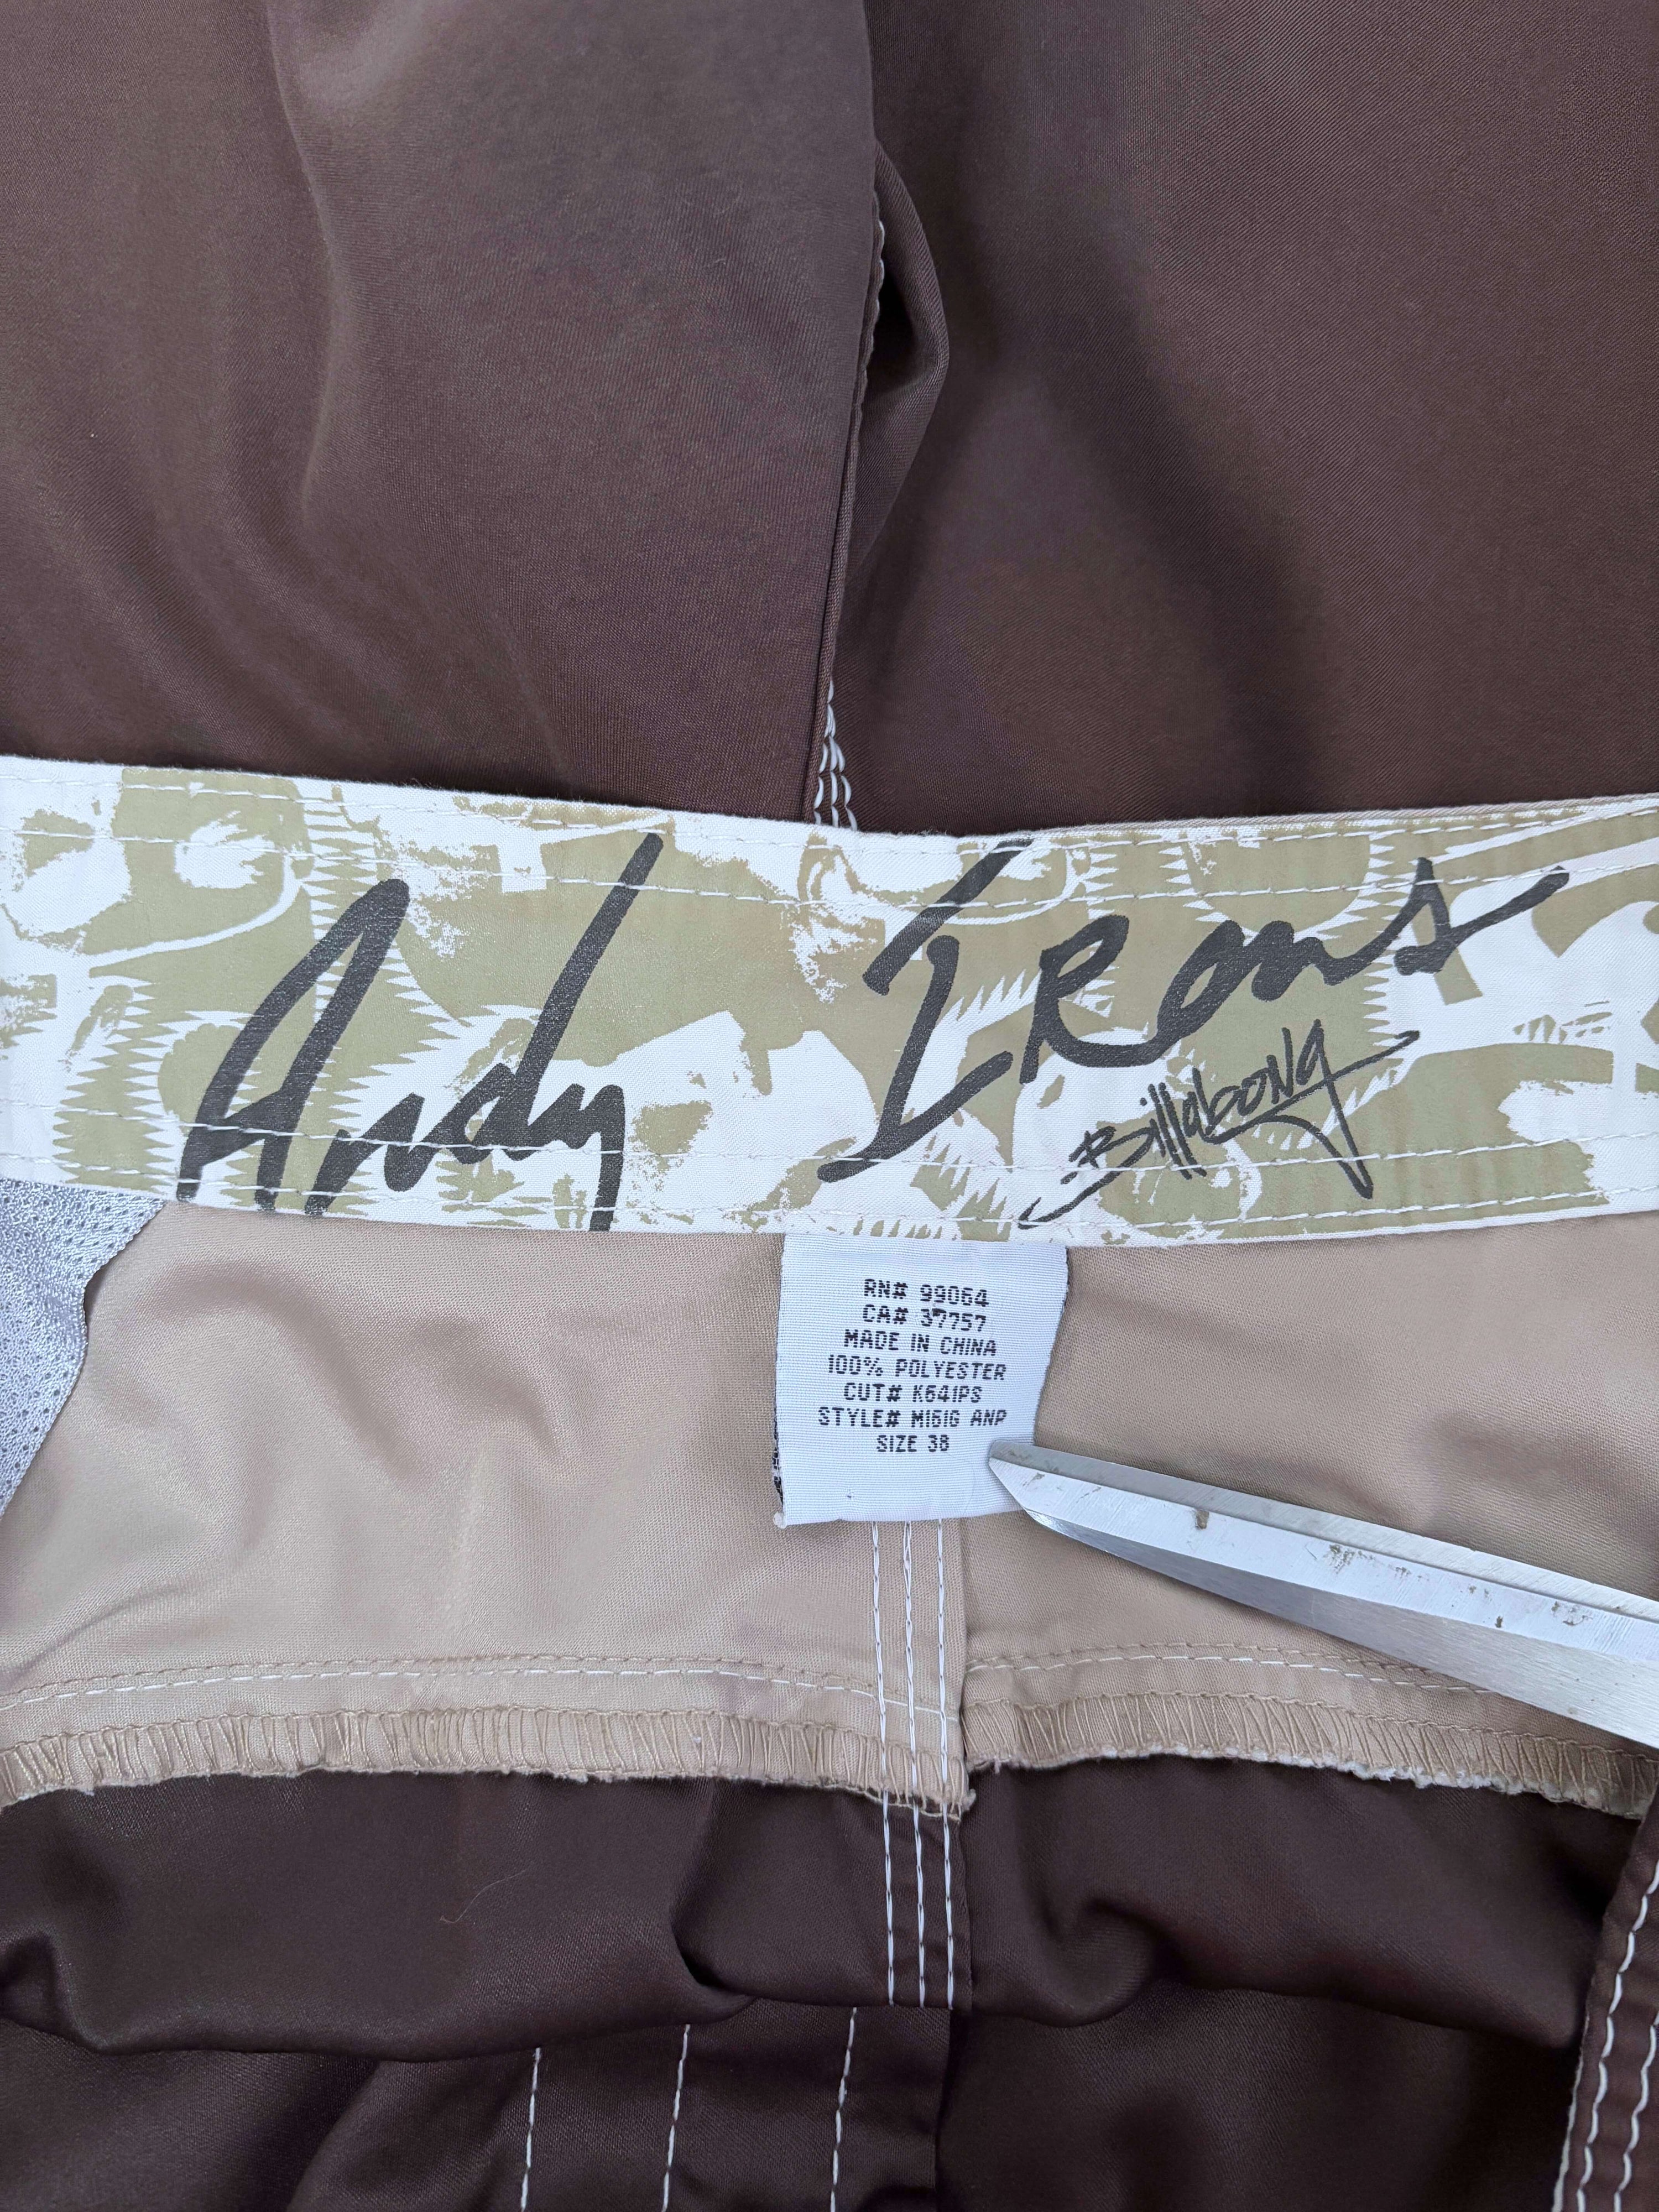 Andy Irons
Billabong
RN# 99064
CA# 37757
MADE IN CHINA
100% POLYESTER
CUT# K641PS
STYLE# M161G ANP
SIZE 38